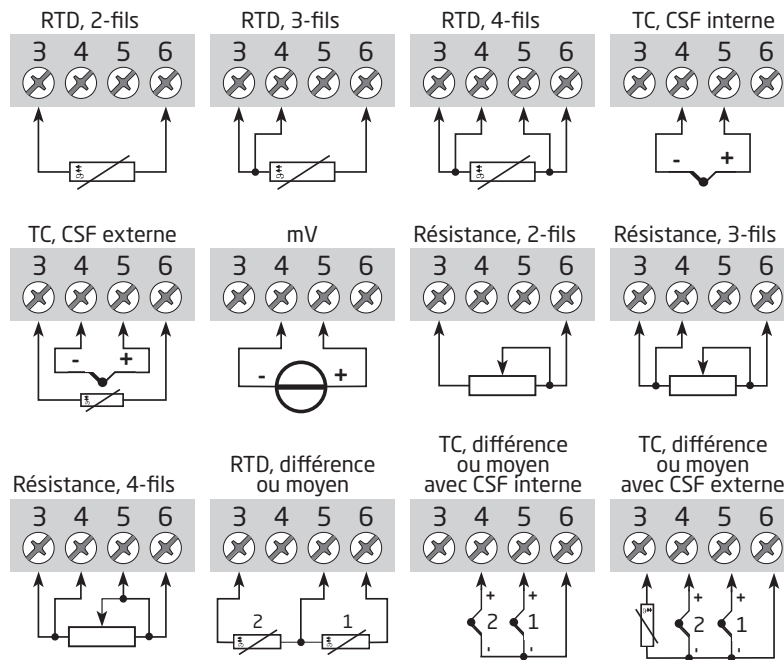 RTD, 2-fils
3 4 5 6
RTD, 3-fils
3 4 5 6
RTD, 4-fils
3 4 5 6
TC, CSF interne
3 4 5 6
- +
TC, CSF externe
3 4 5 6
- +
mV
3 4 5 6
- +
Résistance, 2-fils
3 4 5 6
Résistance, 3-fils
3 4 5 6
Résistance, 4-fils
3 4 5 6
RTD, différence
ou moyen
3 4 5 6
2 1
TC, différence
ou moyen
avec CSF interne
3 4 5 6
+ +
2 1
- -
TC, différence
ou moyen
avec CSF externe
3 4 5 6
+ +
2 1
- -